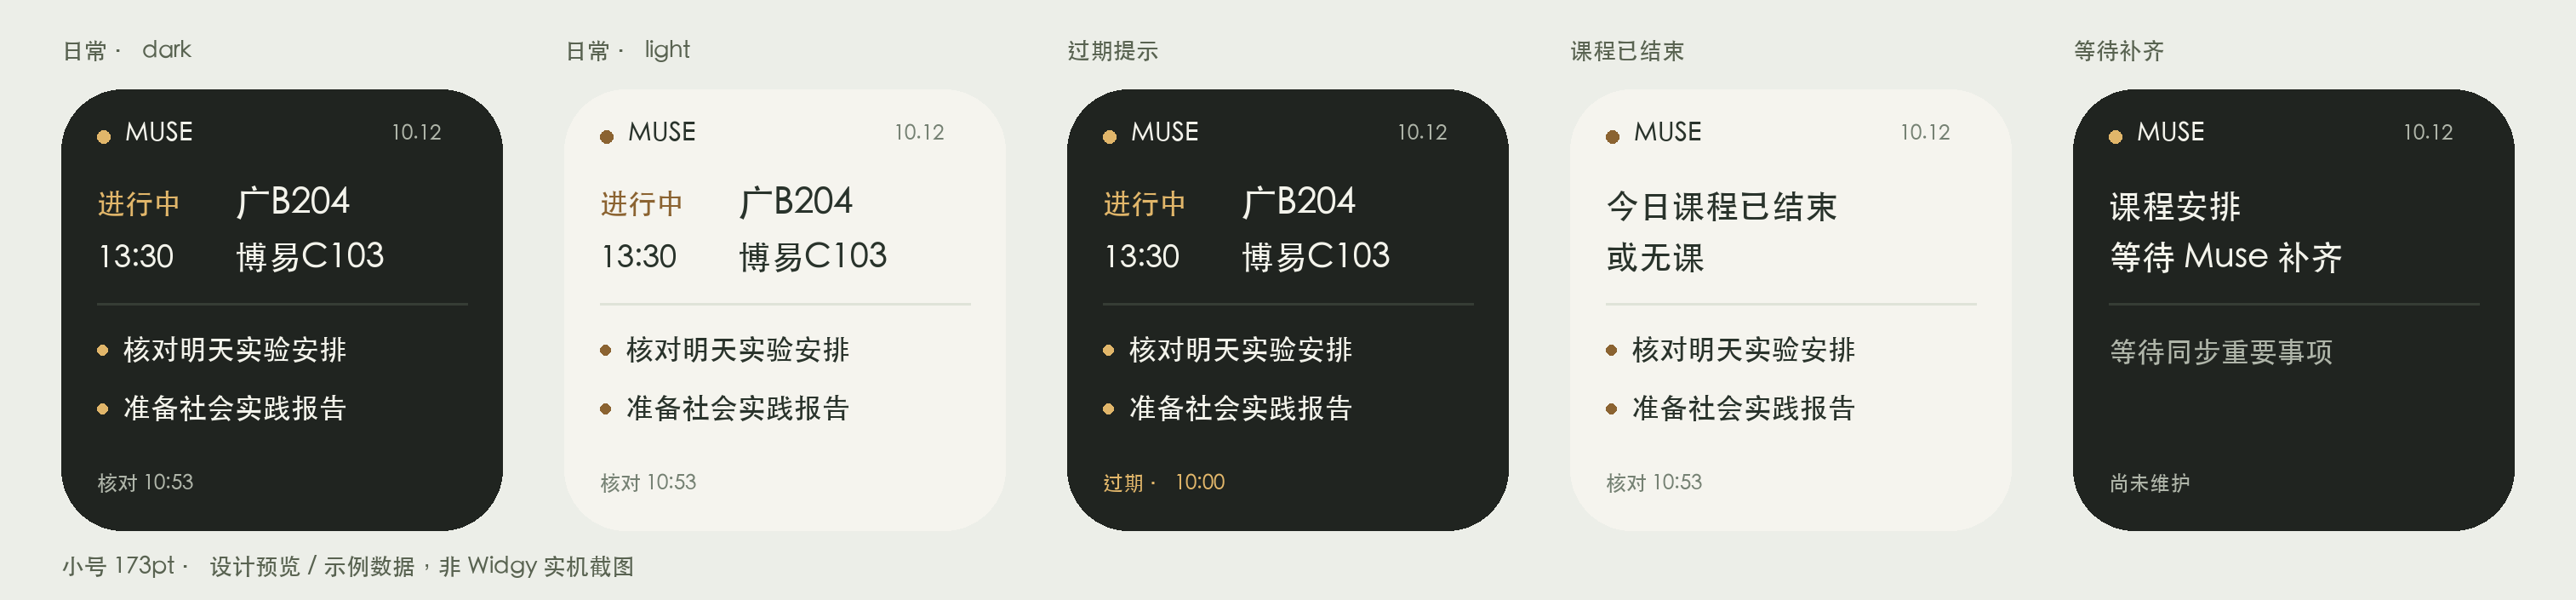 日常· dark
MUSE 10.12
进行中 广B204
13:30 博易C103
核对明天实验安排
准备社会实践报告
核对 10:53
日常· light
MUSE 10.12
进行中 广B204
13:30 博易C103
核对明天实验安排
准备社会实践报告
核对 10:53
过期提示
MUSE 10.12
进行中 广B204
13:30 博易C103
核对明天实验安排
准备社会实践报告
过期· 10:00
课程已结束
MUSE 10.12
今日课程已结束
或无课
核对明天实验安排
准备社会实践报告
核对 10:53
等待补齐
MUSE 10.12
课程安排
等待 Muse 补齐
等待同步重要事项
尚未维护
小号 173pt· 设计预览 / 示例数据，非 Widgy 实机截图